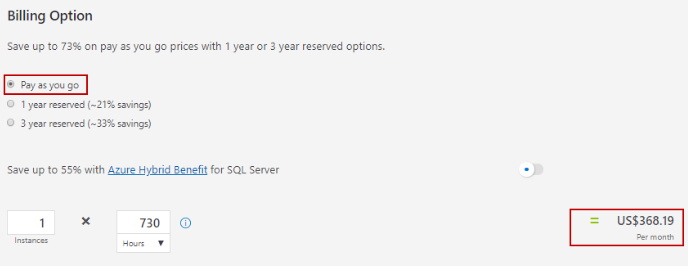 Billing Option
Save up to 73% on pay as you go prices with 1 year or 3 year reserved options.
Pay as you go
1 year reserved (~21% savings)
3 year reserved (~33% savings)
Save up to 55% with Azure Hybrid Benefit for SQL Server
1 × 730 = US$368.19
Instances Hours Per month